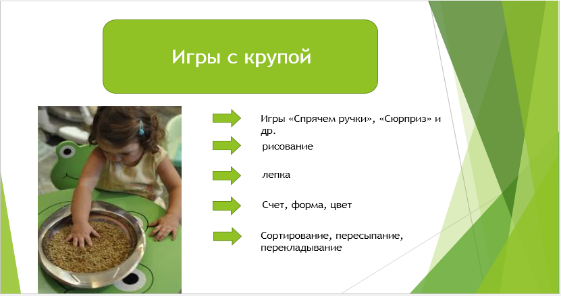 Игры с крупой
Игры «Спрячем ручки», «Сюрприз» и
др.
рисование
лепка
Счет, форма, цвет
Сортирование, пересыпание,
перекладывание